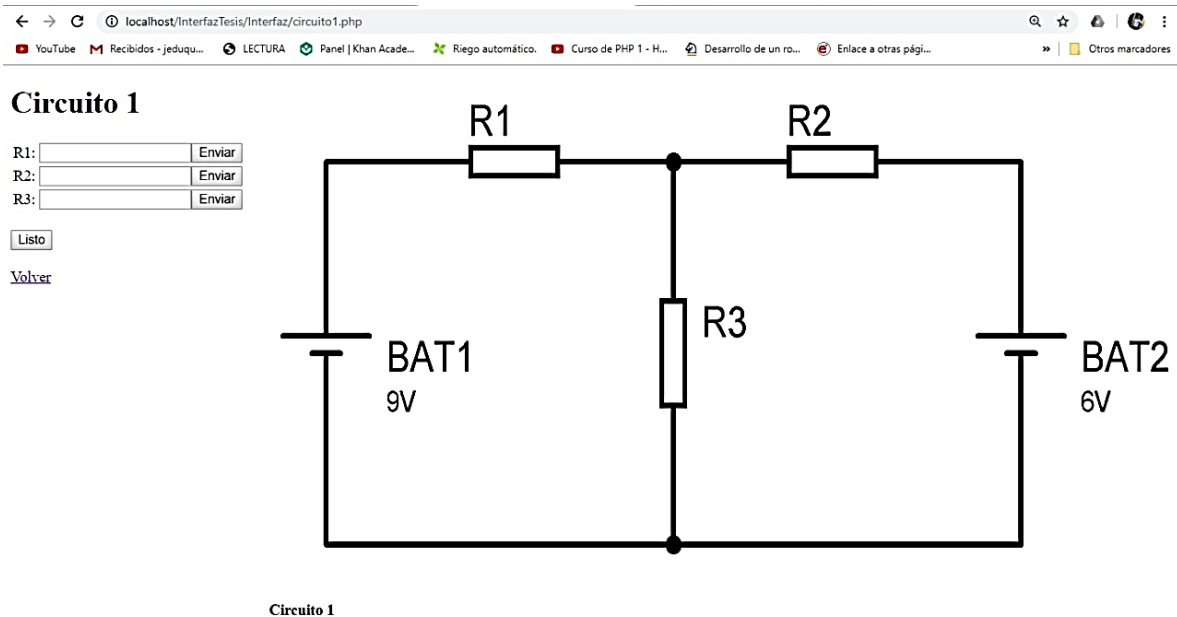 localhost/InterfazTesis/Interfaz/circuito1.php
YouTube Recibidos - jeduqu... LECTURA Panel | Khan Acade... Riego automático. Curso de PHP 1 - H... Desarrollo de un ro... Enlace a otras pági... » Otros marcadores
Circuito 1
R1: Enviar
R2: Enviar
R3: Enviar
Listo
Volver
R1
R2
R3
BAT1
9V
BAT2
6V
Circuito 1